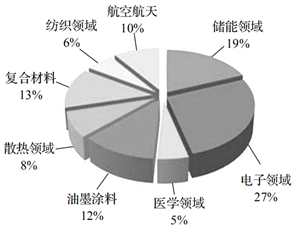 航空航天
10%
储能领域
19%
电子领域
27%
医学领域
5%
油墨涂料
12%
散热领域
8%
复合材料
13%
纺织领域
6%